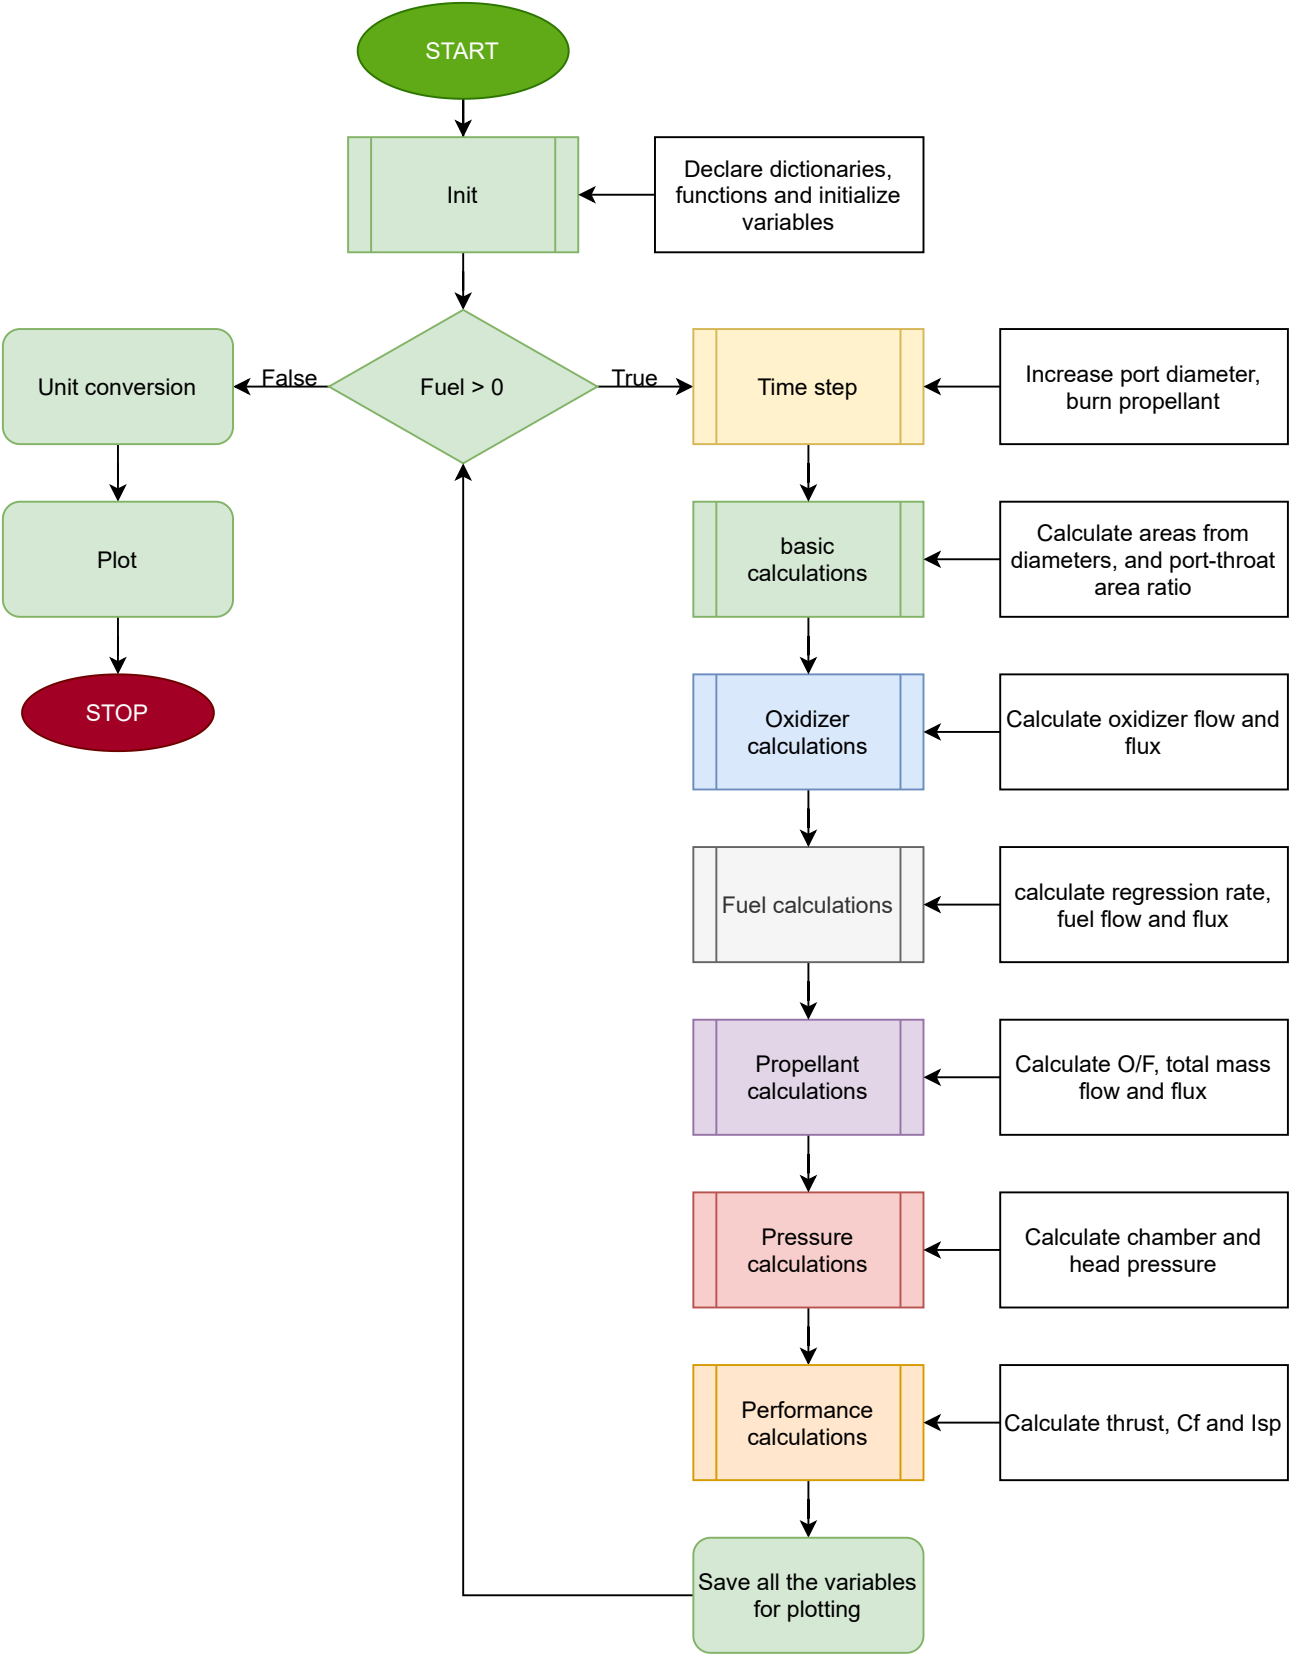 START
Init
Declare dictionaries,
functions and initialize
variables
Unit conversion
False
Fuel > 0
True
Time step
Increase port diameter,
burn propellant
Plot
basic
calculations
Calculate areas from
diameters, and port-throat
area ratio
STOP
Oxidizer
calculations
Calculate oxidizer flow and
flux
Fuel calculations
calculate regression rate,
fuel flow and flux
Propellant
calculations
Calculate O/F, total mass
flow and flux
Pressure
calculations
Calculate chamber and
head pressure
Performance
calculations
Calculate thrust, Cf and Isp
Save all the variables
for plotting